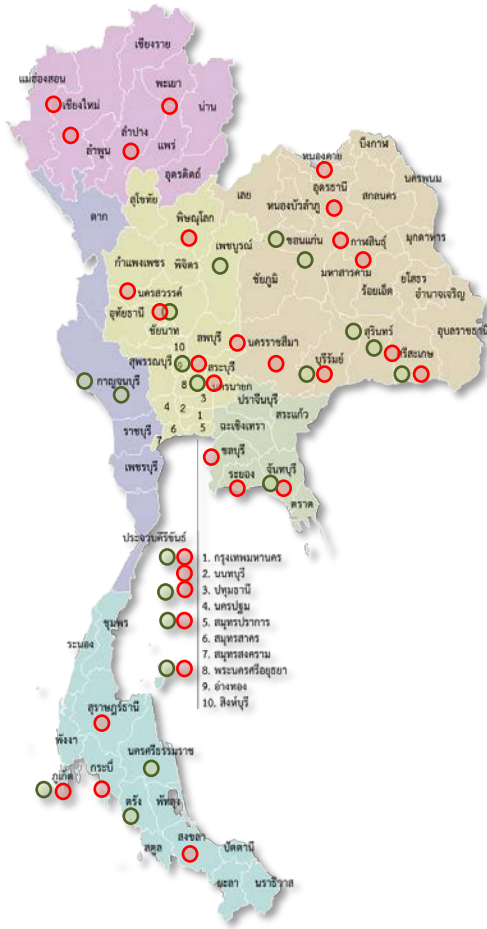 เชียงราย
แม่ฮ่องสอน
พะเยา
เชียงใหม่
น่าน
ลำปาง
ลำพูน
แพร่
อุตรดิตถ์
บึงกาฬ
หนองคาย
นครพนม
เลย
อุดรธานี
สกลนคร
หนองบัวลำภู
สุโขทัย
ตาก
พิษณุโลก
ขอนแก่น
กาฬสินธุ์
มุกดาหาร
เพชรบูรณ์
กำแพงเพชร
พิจิตร
ชัยภูมิ
มหาสารคาม
ร้อยเอ็ด
ยโสธร
อำนาจเจริญ
นครสวรรค์
อุทัยธานี
ชัยนาท
ลพบุรี
นครราชสีมา
สุรินทร์
อุบลราชธานี
10
สุพรรณบุรี
สระบุรี
บุรีรัมย์
ศรีสะเกษ
กาญจนบุรี
8
นครนายก
ปราจีนบุรี
3
4
2
1
สระแก้ว
ราชบุรี
6
5
ฉะเชิงเทรา
7
ชลบุรี
เพชรบุรี
ระยอง
จันทบุรี
ตราด
ประจวบคีรีขันธ์
1. กรุงเทพมหานคร
2. นนทบุรี
3. ปทุมธานี
4. นครปฐม
5. สมุทรปราการ
6. สมุทรสาคร
7. สมุทรสงคราม
8. พระนครศรีอยุธยา
9. อ่างทอง
10. สิงห์บุรี
ชุมพร
ระนอง
สุราษฎร์ธานี
พังงา
นครศรีธรรมราช
กระบี่
ภูเก็ต
ตรัง
พัทลุง
สงขลา
สตูล
ปัตตานี
ยะลา
นราธิวาส